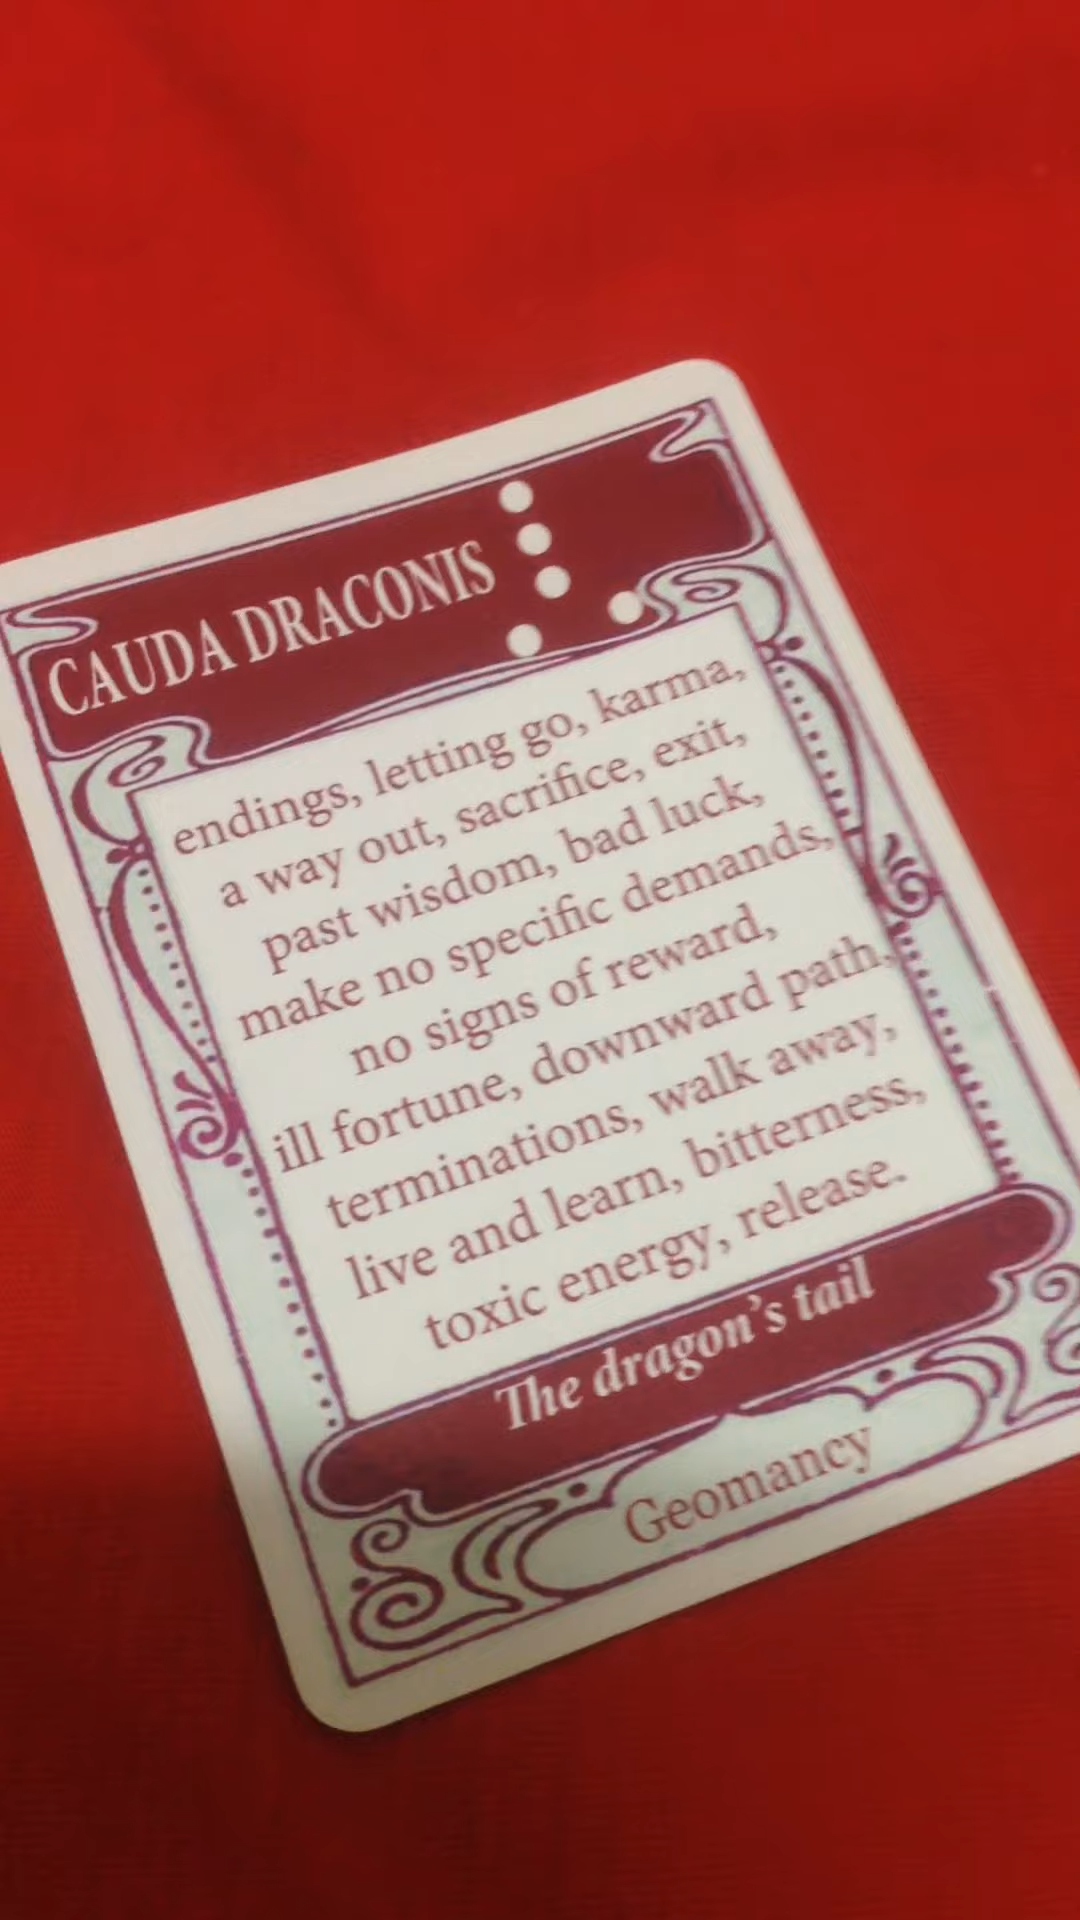 CAUDA DRACONIS
endings, letting go, karma,
a way out, sacrifice, exit,
past wisdom, bad luck,
make no specific demands,
no signs of reward,
ill fortune, downward path,
terminations, walk away,
live and learn, bitterness,
toxic energy, release.
The dragon's tail
Geomancy